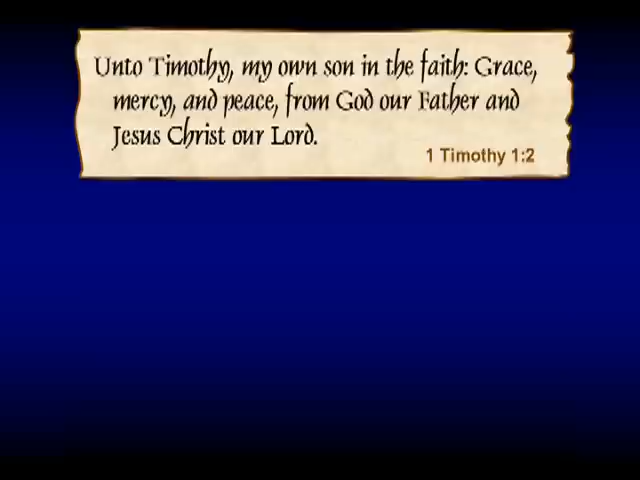 Unto Timothy, my own son in the faith: Grace,
mercy, and peace, from God our Father and
Jesus Christ our Lord.
1 Timothy 1:2